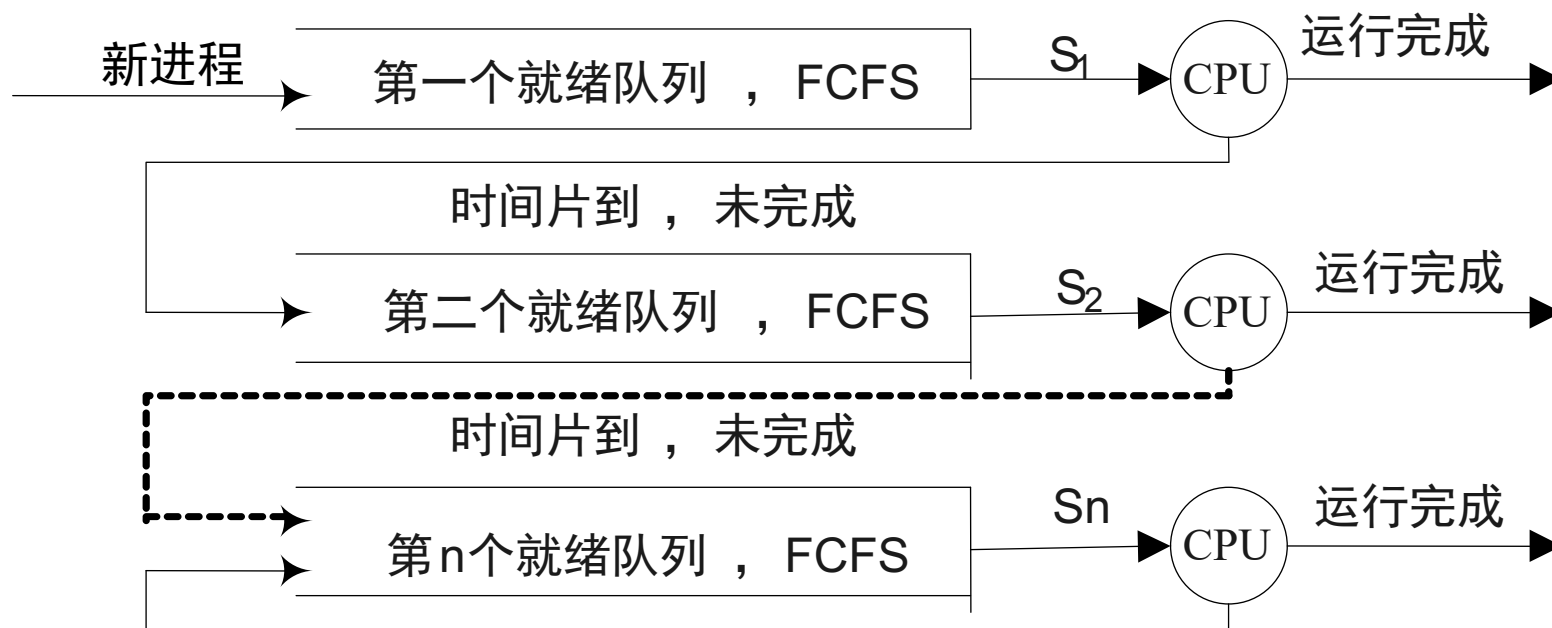 新进程 第一个就绪队列 , FCFS S1 CPU 运行完成
时间片到 , 未完成
第二个就绪队列 , FCFS S2 CPU 运行完成
时间片到 , 未完成
第n个就绪队列 , FCFS Sn CPU 运行完成